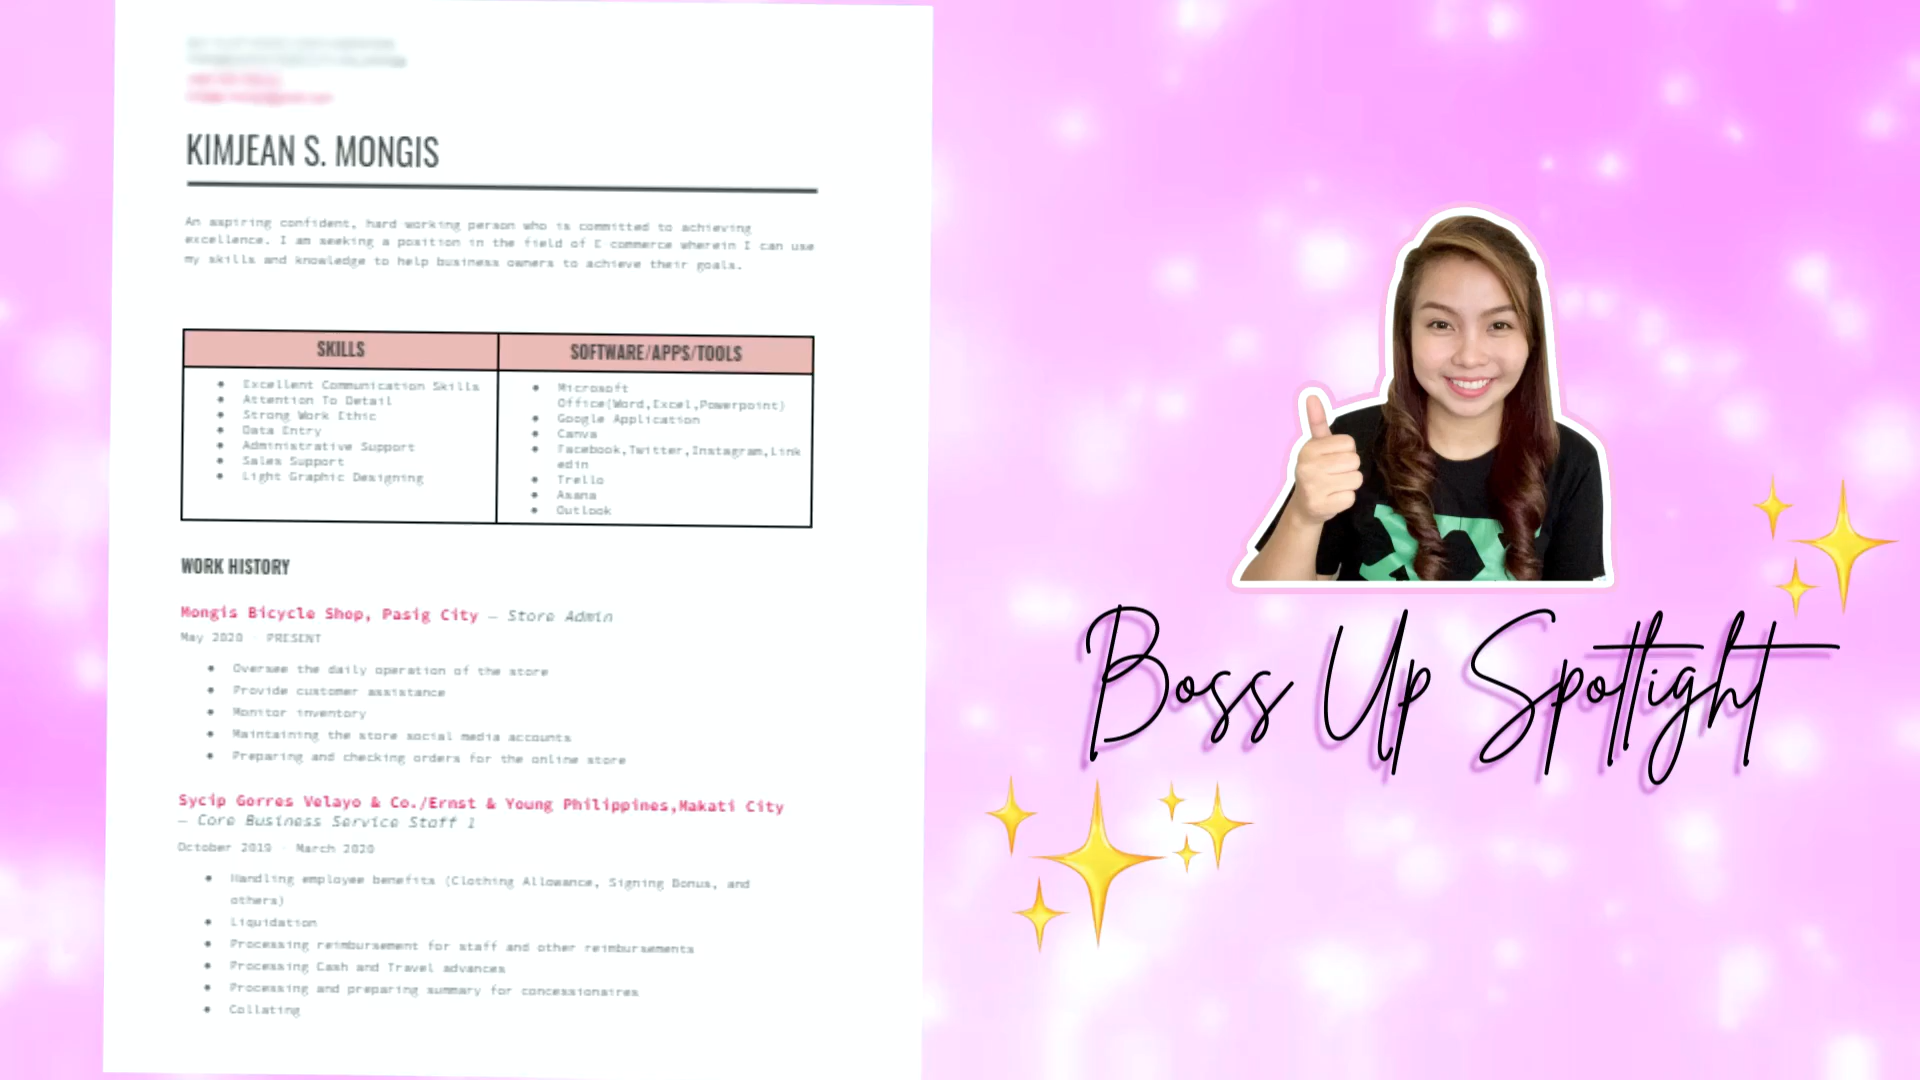 KIMJEAN S. MONGIS
An aspiring confident, hard working person who is committed to achieving
excellence. I am seeking a position in the field of E commerce wherein I can use
my skills and knowledge to help business owners to achieve their goals.
SKILLS
Excellent Communication Skills
Attention To Detail
Strong Work Ethic
Data Entry
Administrative Support
Sales Support
Light Graphic Designing
SOFTWARE/APPS/TOOLS
Microsoft
Office(Word,Excel,Powerpoint)
Google Application
Canva
Facebook,Twitter,Instagram,Link
edin
Trello
Asana
Outlook
WORK HISTORY
Mongis Bicycle Shop, Pasig City — Store Admin
May 2020 - PRESENT
Oversee the daily operation of the store
Provide customer assistance
Monitor inventory
Maintaining the store social media accounts
Preparing and checking orders for the online store
Sycip Gorres Velayo & Co./Ernst & Young Philippines,Makati City
— Core Business Service Staff 1
October 2019 - March 2020
Handling employee benefits (Clothing Allowance, Signing Bonus, and
others)
Liquidation
Processing reimbursement for staff and other reimbursements
Processing Cash and Travel advances
Processing and preparing summary for concessionaires
Collating
Boss Up Spotlight